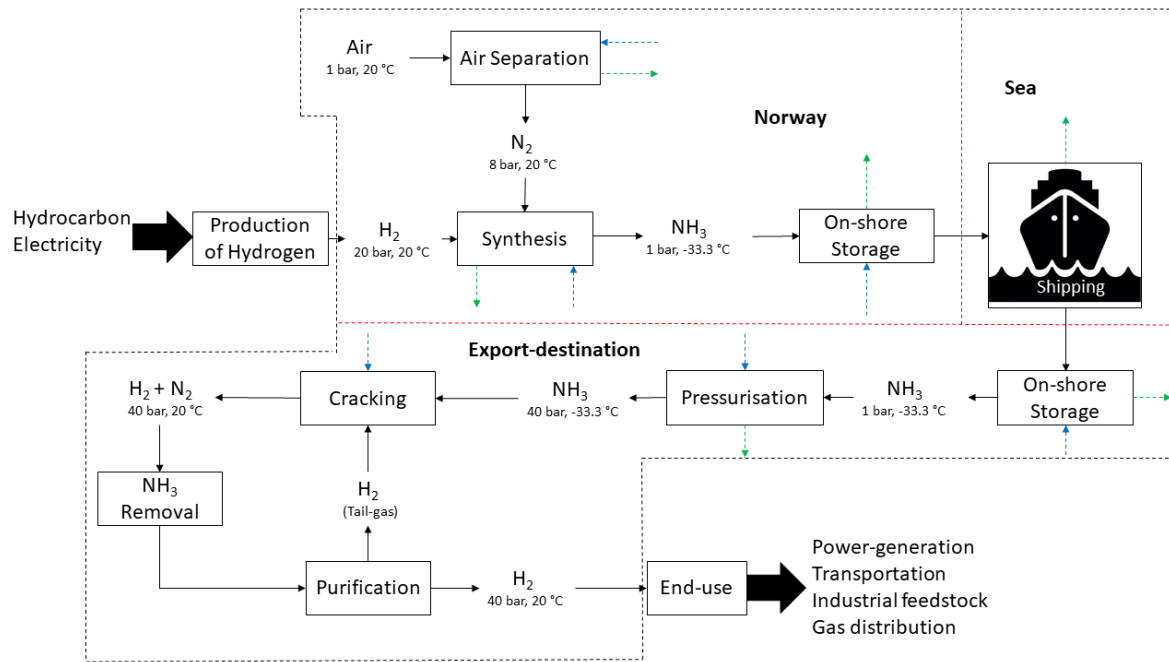 Air
1 bar, 20 °C
Air Separation
Sea
Norway
N₂
8 bar, 20 °C
Hydrocarbon
Electricity
Production
of Hydrogen
H₂
20 bar, 20 °C
Synthesis
NH₃
1 bar, -33.3 °C
On-shore
Storage
Shipping
Export-destination
H₂ + N₂
40 bar, 20 °C
Cracking
NH₃
40 bar, -33.3 °C
Pressurisation
NH₃
1 bar, -33.3 °C
On-shore
Storage
NH₃
Removal
H₂
(Tail-gas)
Purification
H₂
40 bar, 20 °C
End-use
Power-generation
Transportation
Industrial feedstock
Gas distribution